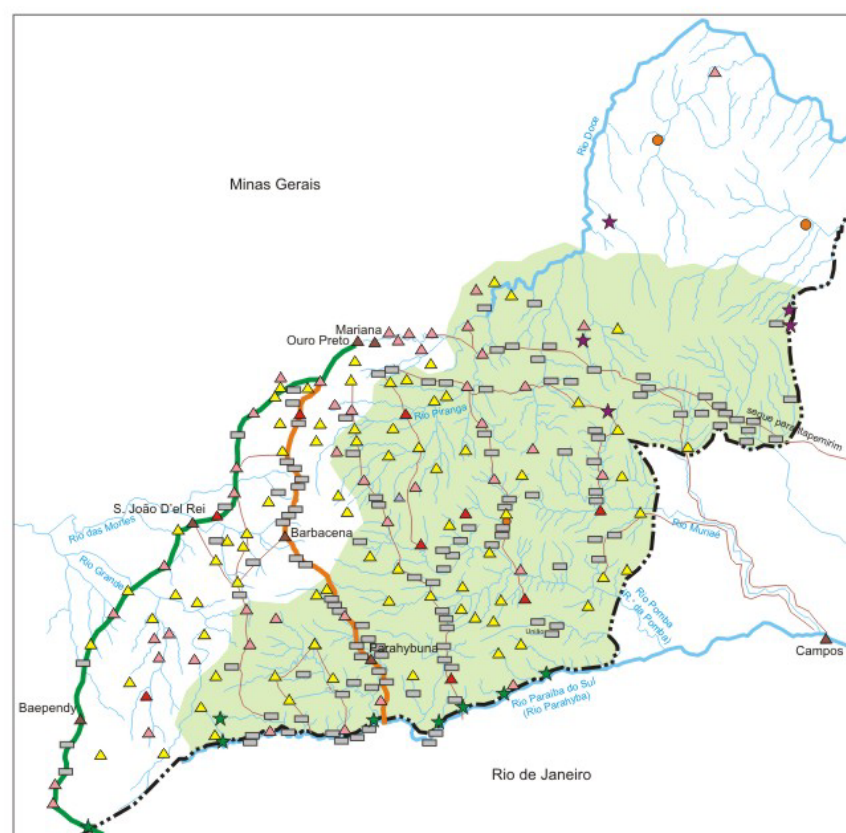 Rio Doce
Minas Gerais
Mariana
Ouro Preto
Rio Piranga
segue para Itapemirim
S. João D'el Rei
Rio das Mortes
Barbacena
Rio Muriaé
Rio Grande
Rio Pomba
(R.º da Pomba)
União
Parahybuna
Campos
Baependy
Rio Paraiba do Sul
(Rio Parahyba)
Rio de Janeiro